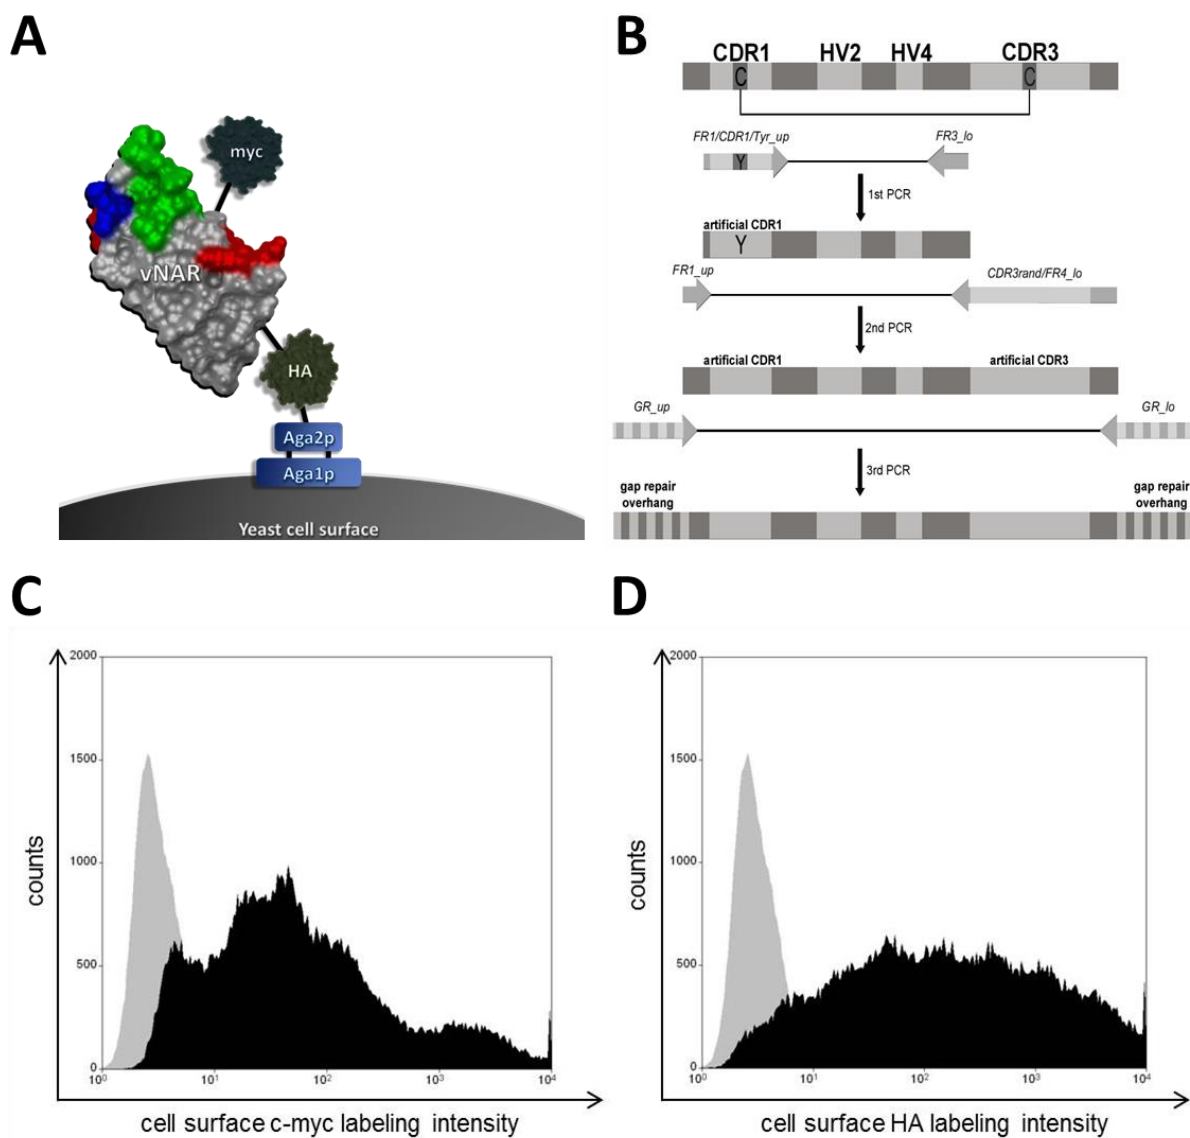 A
myc
vNAR
HA
Aga2p
Aga1p
Yeast cell surface
B
CDR1 HV2 HV4 CDR3
C C
FR1/CDR1/Tyr_up FR3_lo
Y
1st PCR
artificial CDR1
Y
FR1_up CDR3rand/FR4_lo
2nd PCR
artificial CDR1 artificial CDR3
GR_up GR_lo
3rd PCR
gap repair gap repair
overhang overhang
C
2000
1500
1000
500
0
10⁰ 10¹ 10² 10³ 10⁴
counts
cell surface c-myc labeling intensity
D
2000
1500
1000
500
0
10⁰ 10¹ 10² 10³ 10⁴
counts
cell surface HA labeling intensity